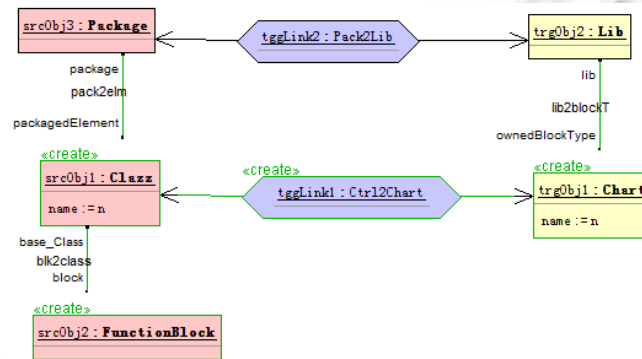 srcObj3 : Package
tggLink2 : Pack2Lib
trgObj2 : Lib
package
lib
pack2elm
lib2blockT
packagedElement
ownedBlockType
«create»
«create»
«create»
srcObj1 : Clazz
tggLink1 : Ctrl2Chart
trgObj1 : Chart
name := n
name := n
base_Class
blk2class
block
«create»
srcObj2 : FunctionBlock